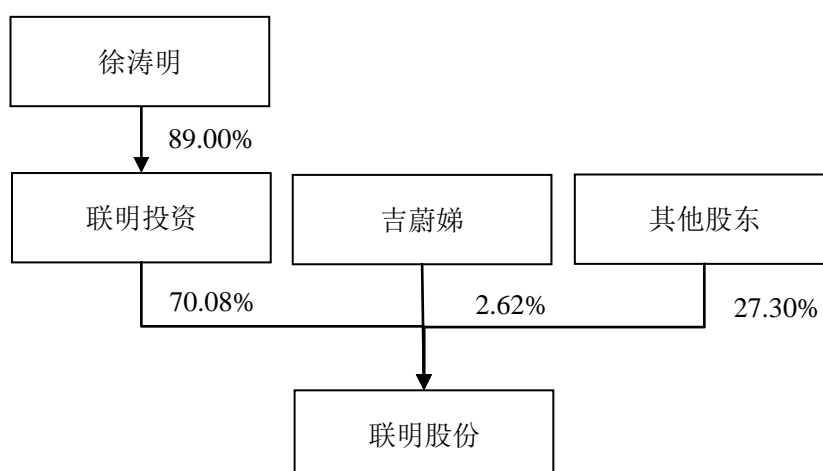 徐涛明
89.00%
联明投资
吉蔚娣
其他股东
70.08%
2.62%
27.30%
联明股份